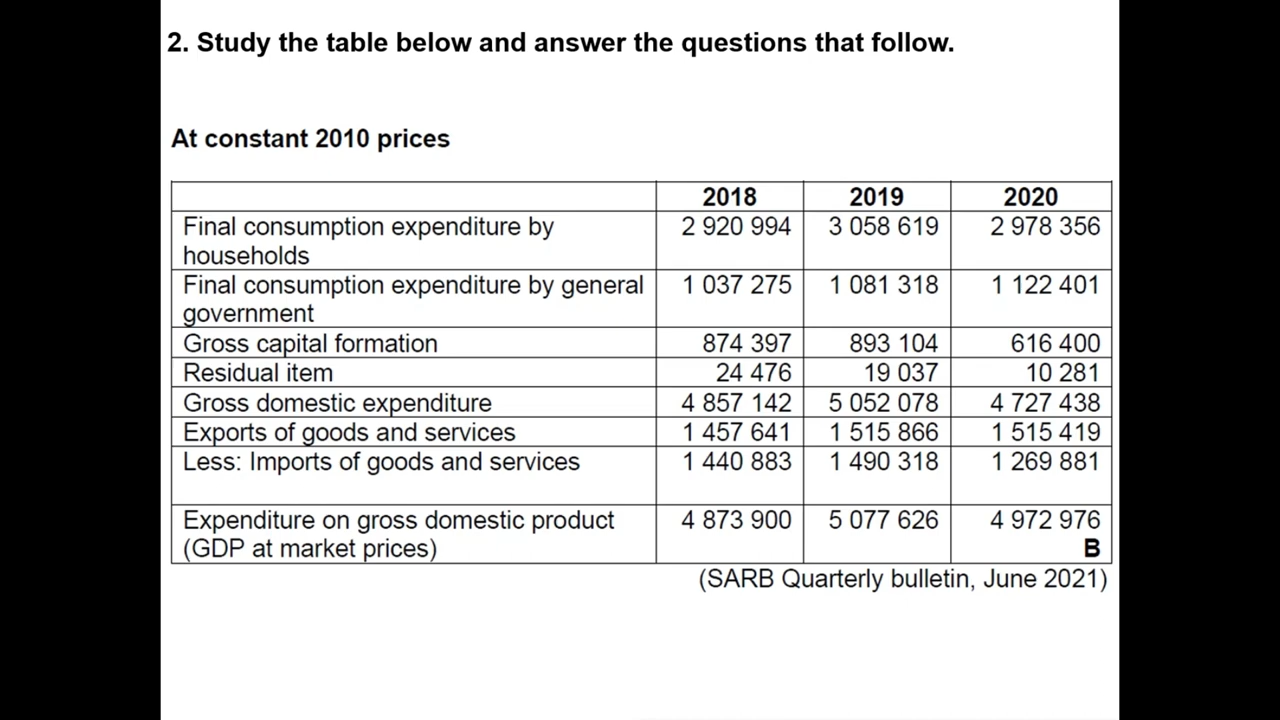 2. Study the table below and answer the questions that follow.
At constant 2010 prices
2018 2019 2020
Final consumption expenditure by households 2 920 994 3 058 619 2 978 356
Final consumption expenditure by general government 1 037 275 1 081 318 1 122 401
Gross capital formation 874 397 893 104 616 400
Residual item 24 476 19 037 10 281
Gross domestic expenditure 4 857 142 5 052 078 4 727 438
Exports of goods and services 1 457 641 1 515 866 1 515 419
Less: Imports of goods and services 1 440 883 1 490 318 1 269 881
Expenditure on gross domestic product (GDP at market prices) 4 873 900 5 077 626 4 972 976 B
(SARB Quarterly bulletin, June 2021)